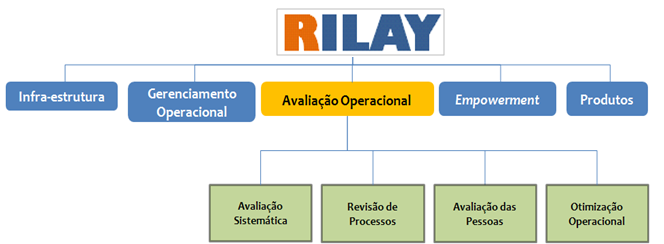 RILAY
Infra-estrutura
Gerenciamento
Operacional
Avaliação Operacional
Empowerment
Produtos
Avaliação
Sistemática
Revisão de
Processos
Avaliação das
Pessoas
Otimização
Operacional